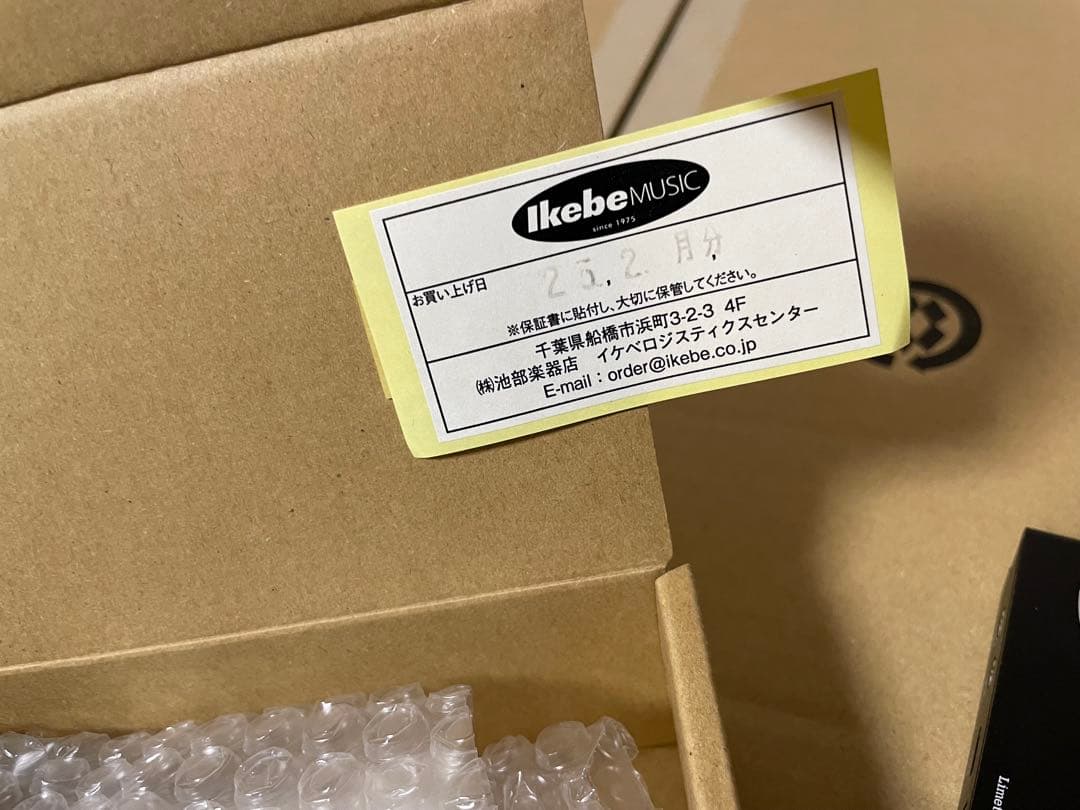 Ikebe MUSIC
since 1975
お買い上げ日 25, 2. 月分,
※保証書に貼付し、大切に保管してください。
千葉県船橋市浜町3-2-3 4F
㈱池部楽器店 イケベロジスティクスセンター
E-mail : order@ikebe.co.jp